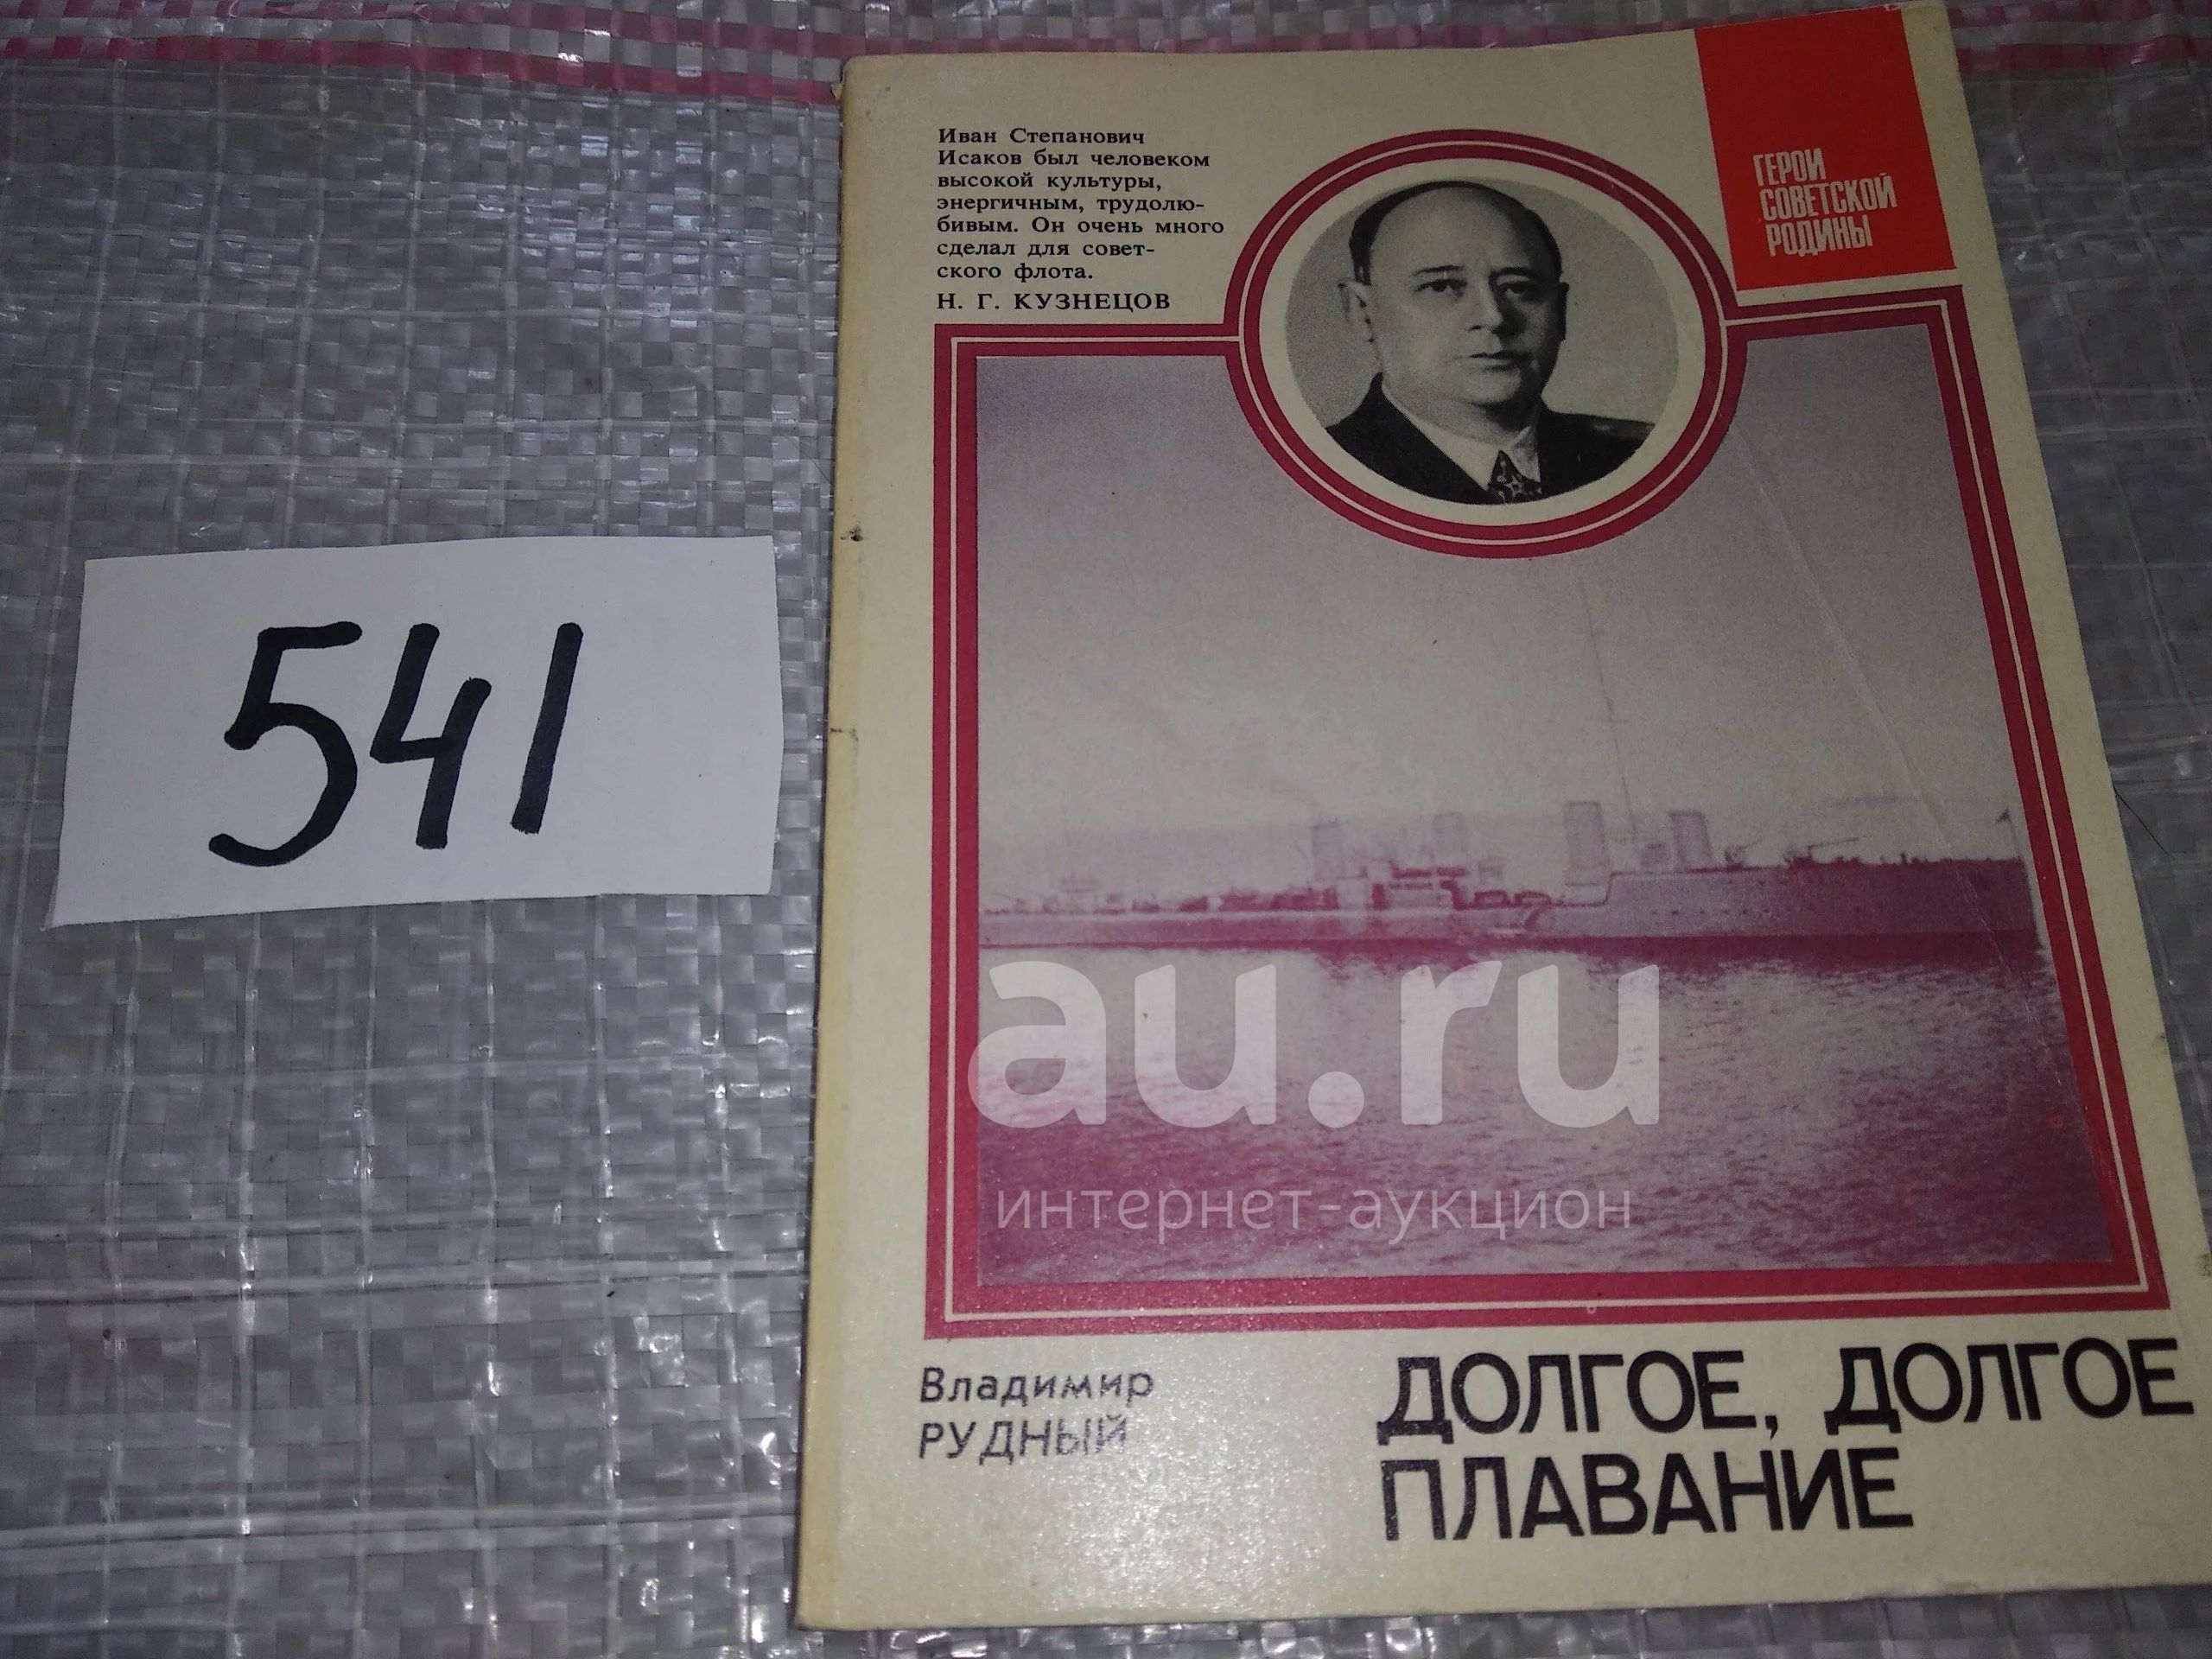 Иван Степанович
Исаков был человеком
высокой культуры,
энергичным, трудолю-
бивым. Он очень много
сделал для совет-
ского флота.
Н. Г. КУЗНЕЦОВ
ГЕРОИ
СОВЕТСКОЙ
РОДИНЫ
541
au.ru
интернет-аукцион
Владимир
РУДНЫЙ
ДОЛГОЕ, ДОЛГОЕ
ПЛАВАНИЕ